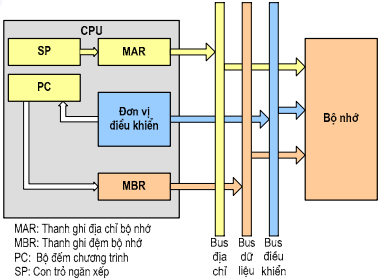 CPU
SP
MAR
PC
Đơn vị
điều khiển
MBR
Bộ nhớ
MAR: Thanh ghi địa chỉ bộ nhớ
MBR: Thanh ghi đệm bộ nhớ
PC: Bộ đếm chương trình
SP: Con trỏ ngăn xếp
Bus
địa
chỉ
Bus
dữ
liệu
Bus
điều
khiển